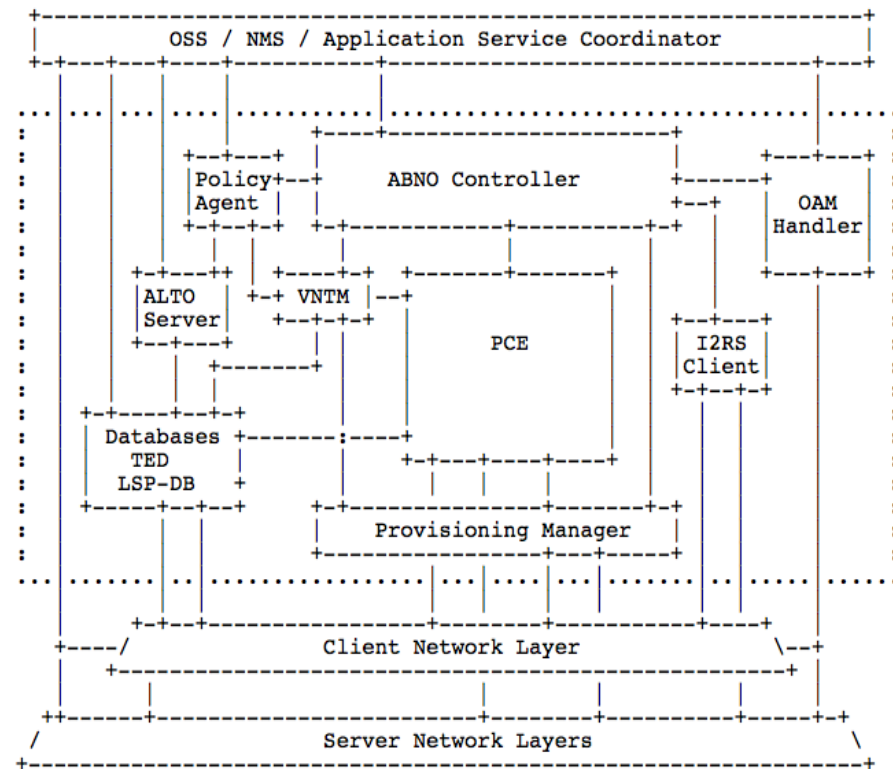 OSS / NMS / Application Service Coordinator
Policy
Agent
ABNO Controller
OAM
Handler
ALTO
Server
VNTM
PCE
I2RS
Client
Databases
TED
LSP-DB
Provisioning Manager
Client Network Layer
Server Network Layers